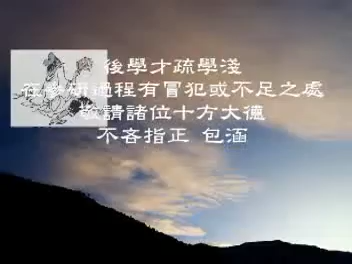 後學才疏學淺
在參研過程有冒犯或不足之處
敬請諸位十方大德
不吝指正 包涵